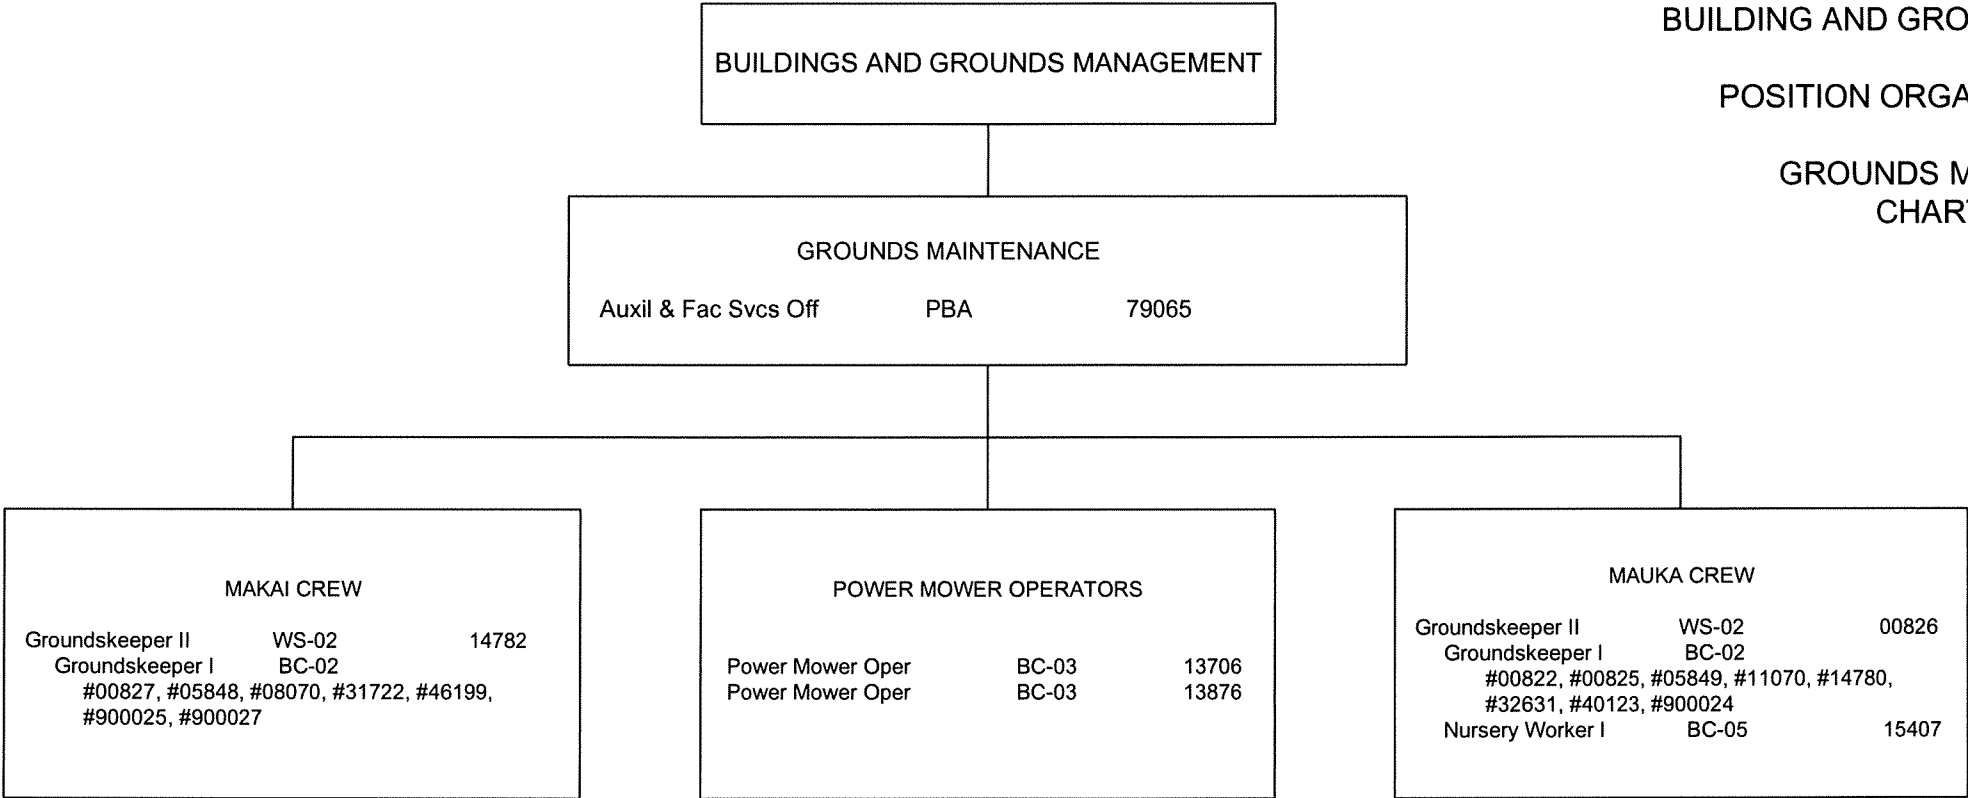 BUILDING AND GRO
POSITION ORGA
GROUNDS M
CHAR
BUILDINGS AND GROUNDS MANAGEMENT
GROUNDS MAINTENANCE
Auxil & Fac Svcs Off PBA 79065
MAKAI CREW
Groundskeeper II WS-02 14782
Groundskeeper I BC-02
#00827, #05848, #08070, #31722, #46199,
#900025, #900027
POWER MOWER OPERATORS
Power Mower Oper BC-03 13706
Power Mower Oper BC-03 13876
MAUKA CREW
Groundskeeper II WS-02 00826
Groundskeeper I BC-02
#00822, #00825, #05849, #11070, #14780,
#32631, #40123, #900024
Nursery Worker I BC-05 15407